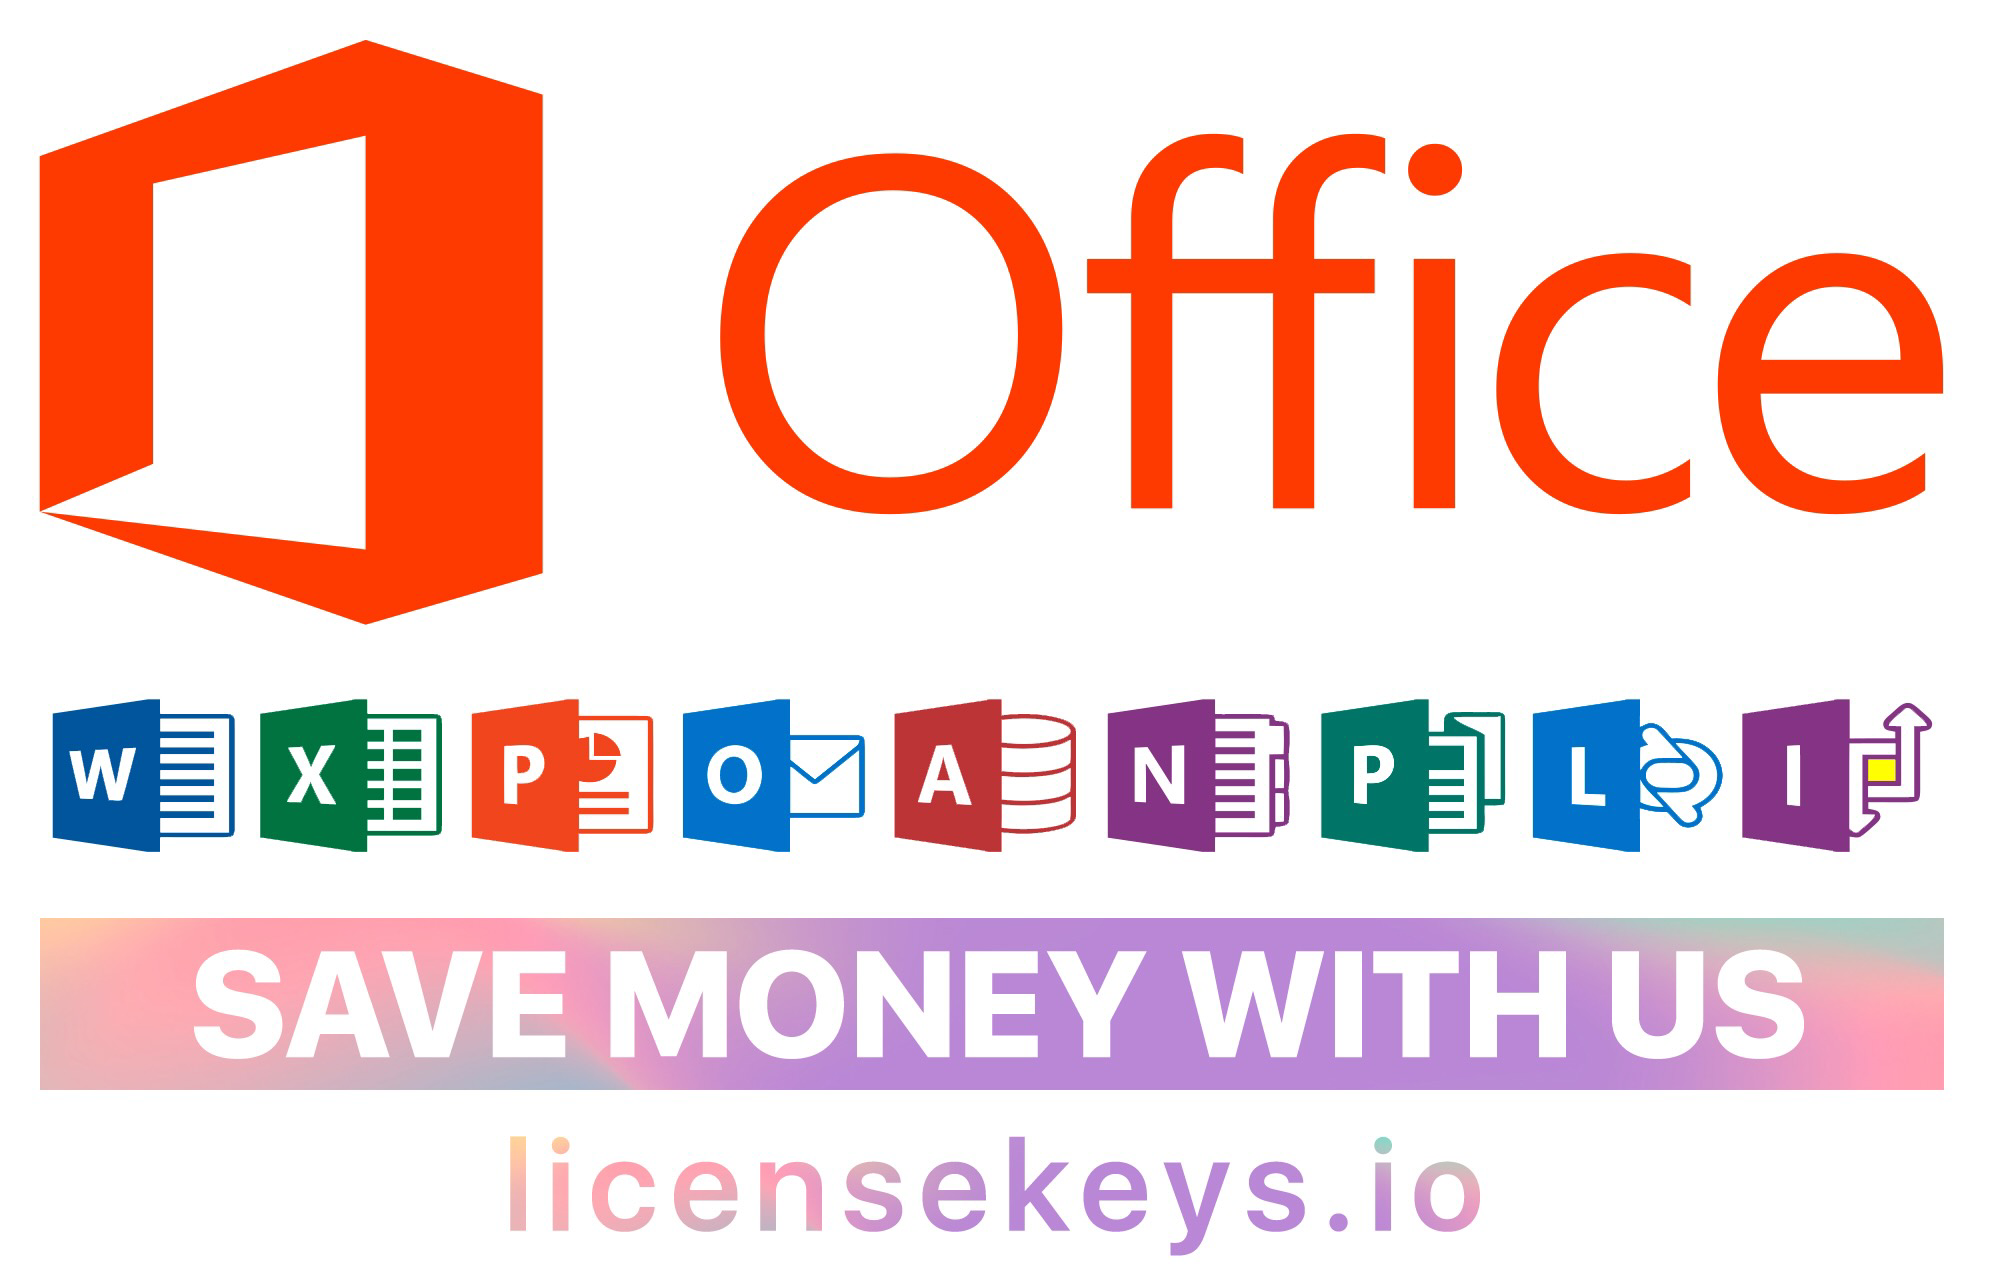 Office
W X P O A N P L I
SAVE MONEY WITH US
licensekeys.io